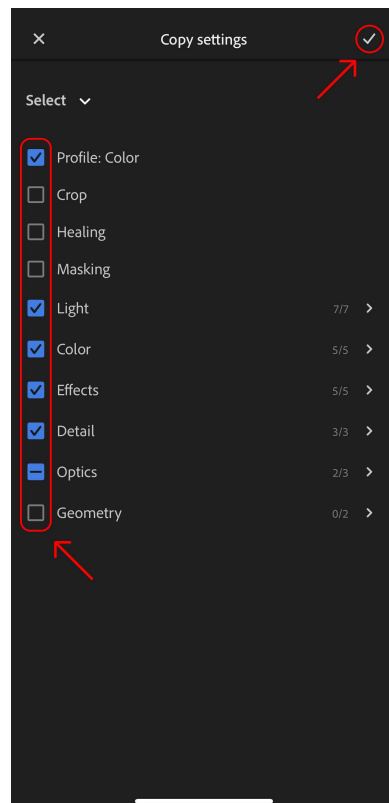 Copy settings
Select
Profile: Color
Crop
Healing
Masking
Light 7/7
Color 5/5
Effects 5/5
Detail 3/3
Optics 2/3
Geometry 0/2